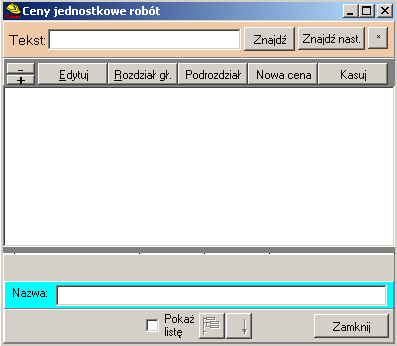 Ceny jednostkowe robót
Tekst: Znajdź Znajdź nast. *
- Edytuj Rozdział gł. Podrozdział Nowa cena Kasuj
+
Nazwa:
Pokaż
listę
Zamknij